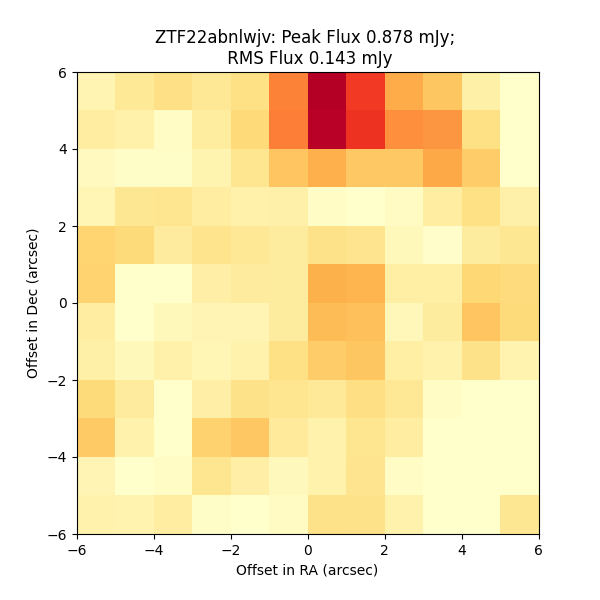 ZTF22abnlwjv: Peak Flux 0.878 mJy;
RMS Flux 0.143 mJy
6
4
2
0
−2
−4
−6
Offset in Dec (arcsec)
−6 −4 −2 0 2 4 6
Offset in RA (arcsec)